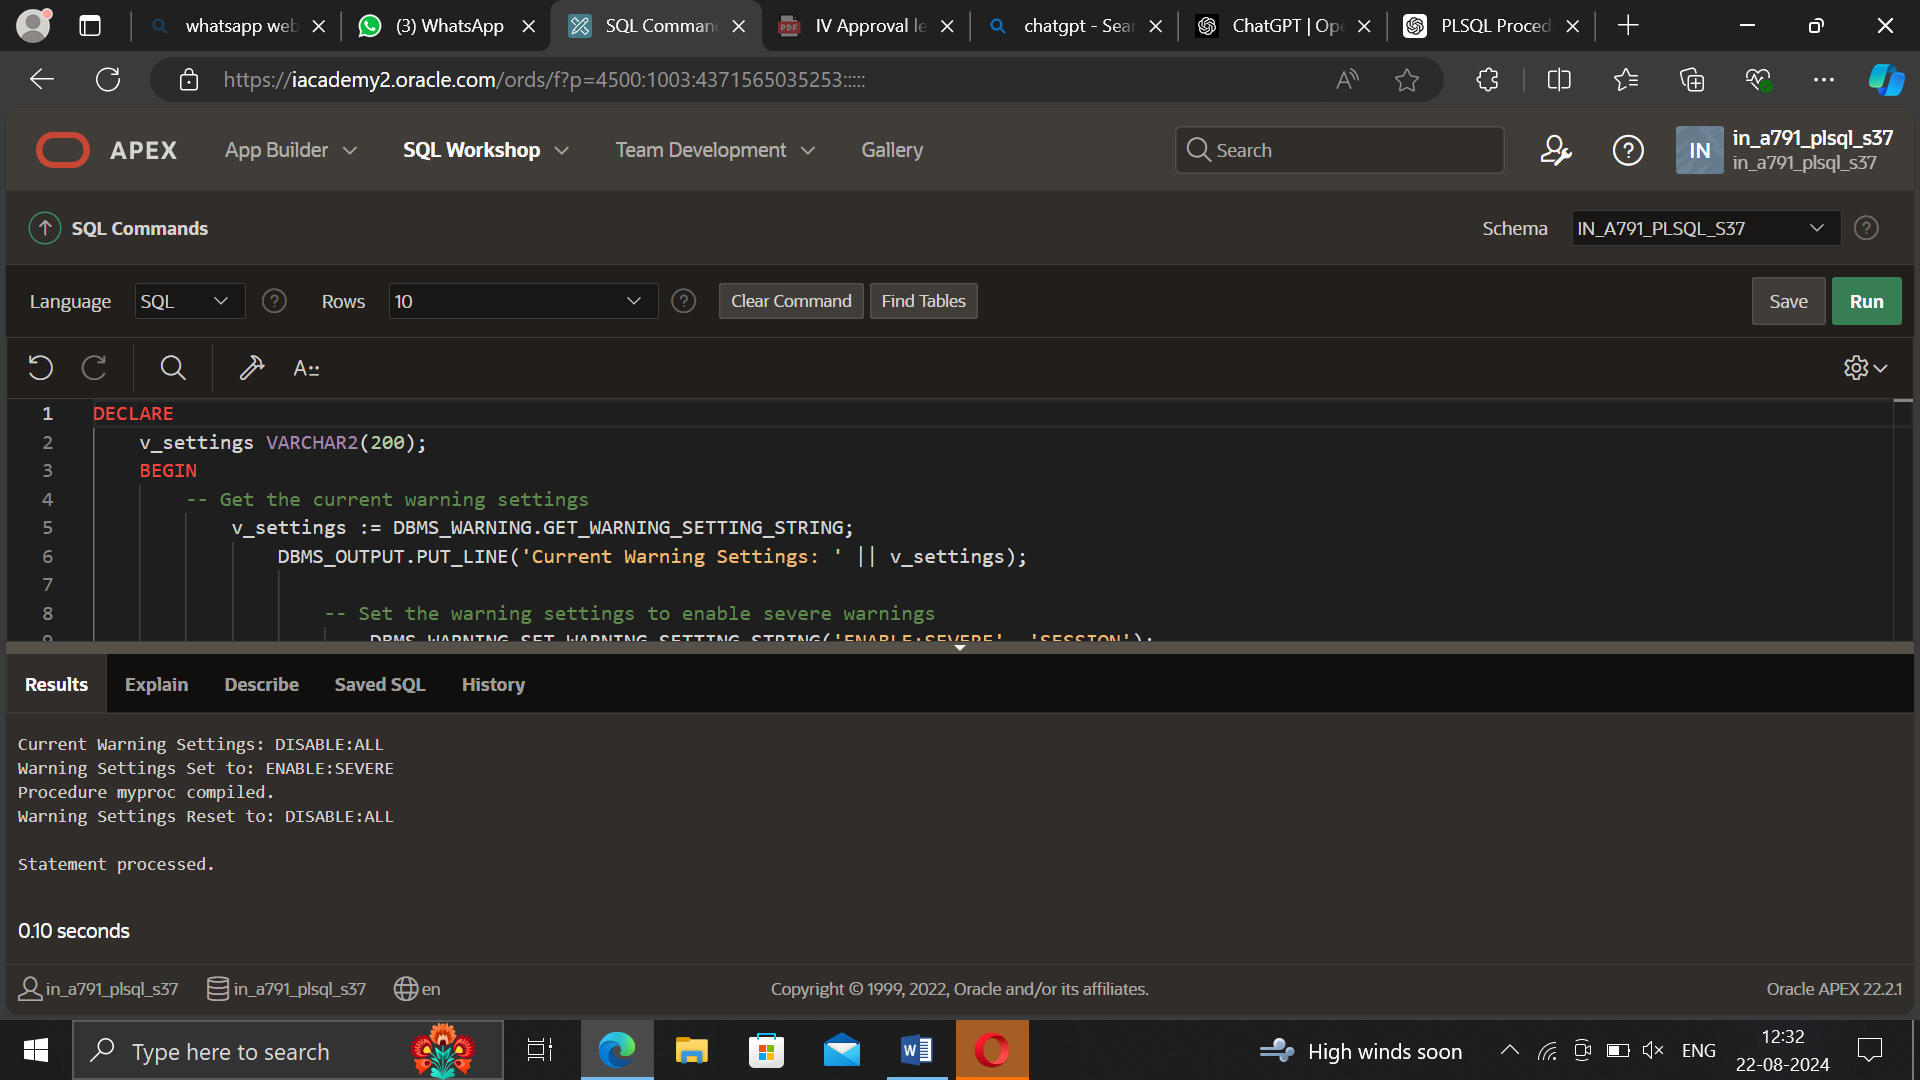 whatsapp web
(3) WhatsApp
SQL Comman
IV Approval le
chatgpt - Sear
ChatGPT | Op
PLSQL Proced
https://iacademy2.oracle.com/ords/f?p=4500:1003:4371565035253:::::
APEX
App Builder
SQL Workshop
Team Development
Gallery
Search
IN
in_a791_plsql_s37
in_a791_plsql_s37
SQL Commands
Schema
IN_A791_PLSQL_S37
Language
SQL
Rows
10
Clear Command
Find Tables
Save
Run
1 DECLARE
2 v_settings VARCHAR2(200);
3 BEGIN
4 -- Get the current warning settings
5 v_settings := DBMS_WARNING.GET_WARNING_SETTING_STRING;
6 DBMS_OUTPUT.PUT_LINE('Current Warning Settings: ' || v_settings);
7
8 -- Set the warning settings to enable severe warnings
9 DBMS_WARNING.SET_WARNING_SETTING_STRING('ENABLE:SEVERE', 'SESSION');
Results
Explain
Describe
Saved SQL
History
Current Warning Settings: DISABLE:ALL
Warning Settings Set to: ENABLE:SEVERE
Procedure myproc compiled.
Warning Settings Reset to: DISABLE:ALL
Statement processed.
0.10 seconds
in_a791_plsql_s37
in_a791_plsql_s37
en
Copyright © 1999, 2022, Oracle and/or its affiliates.
Oracle APEX 22.2.1
Type here to search
High winds soon
ENG
12:32
22-08-2024